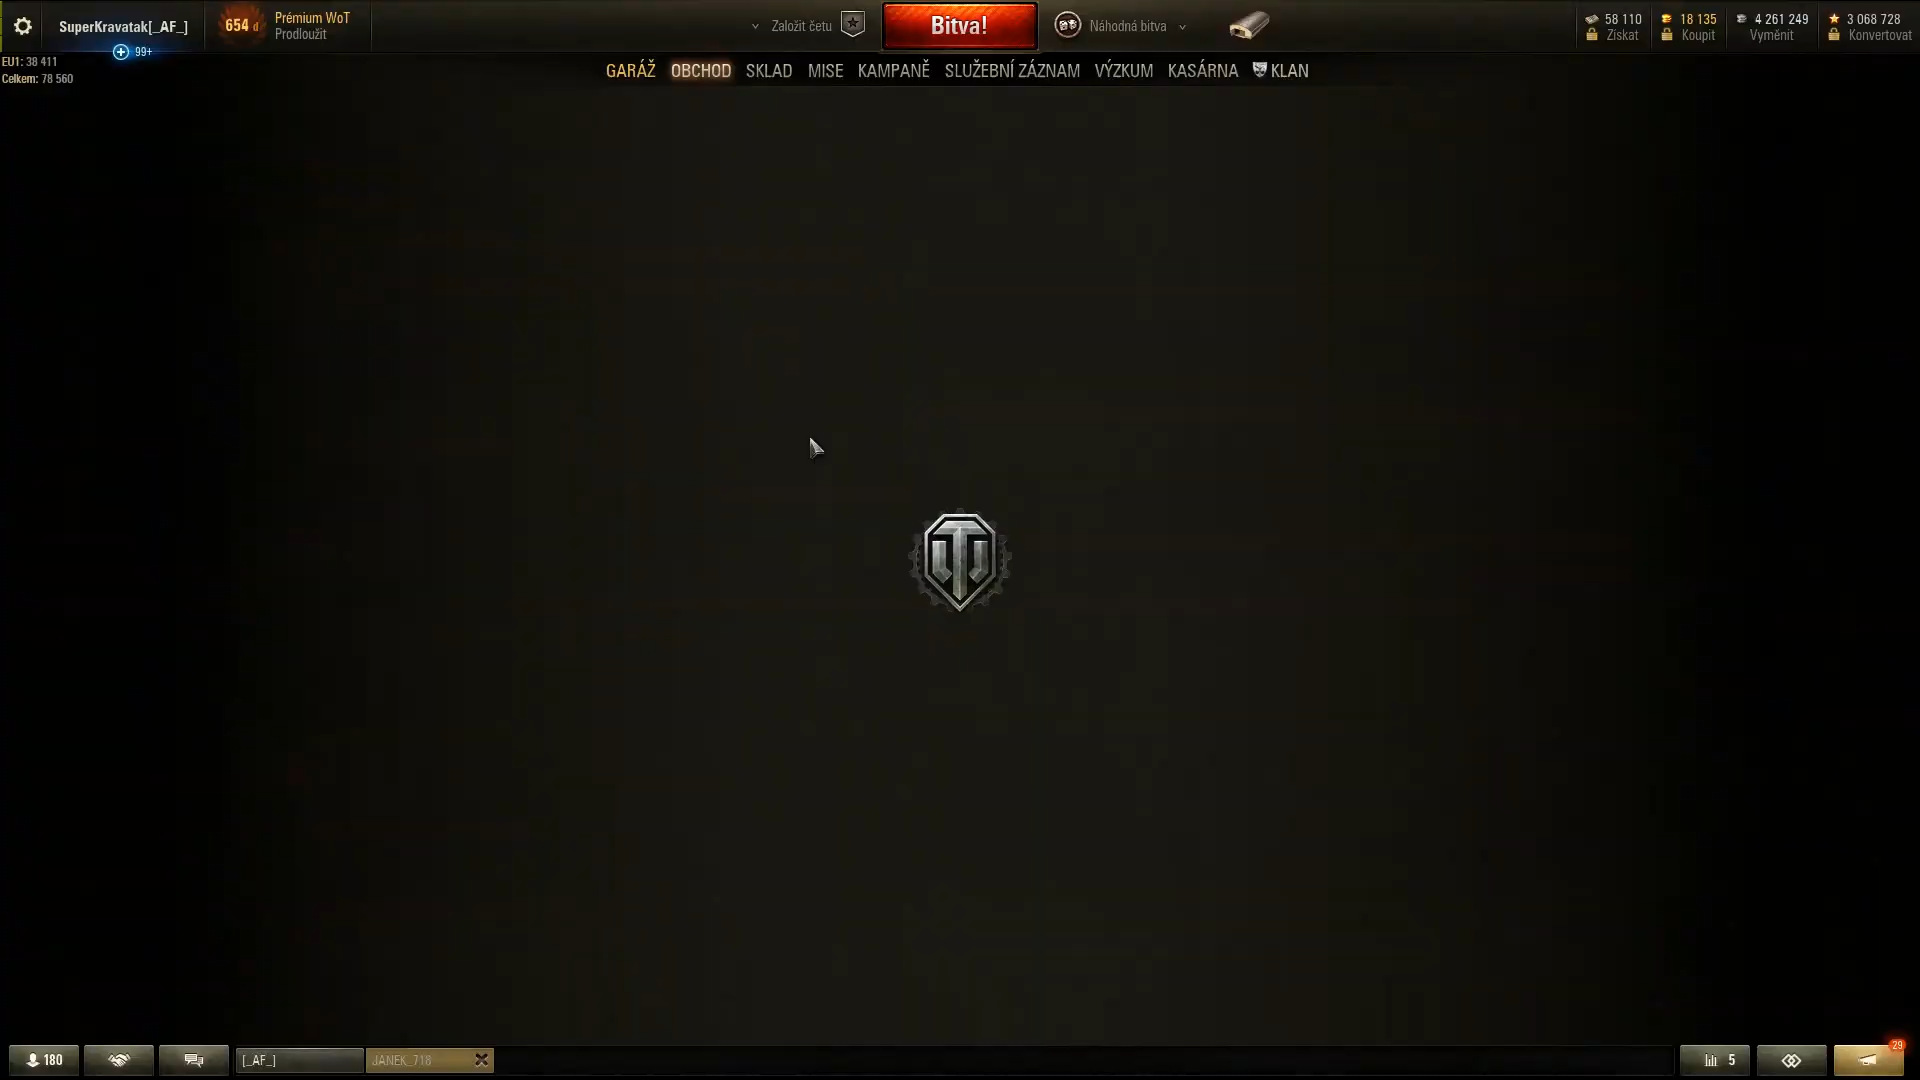 SuperKravatak[_AF_]
99+
654 d
Prémium WoT
Prodloužit
Založit četu
Bitva!
Náhodná bitva
58 110
Získat
18 135
Koupit
4 261 249
Vyměnit
3 068 728
Konvertovat
EU1: 38 411
Celkem: 78 560
GARÁŽ OBCHOD SKLAD MISE KAMPANĚ SLUŽEBNÍ ZÁZNAM VÝZKUM KASÁRNA KLAN
180
[_AF_]
JANEK_718
5
29